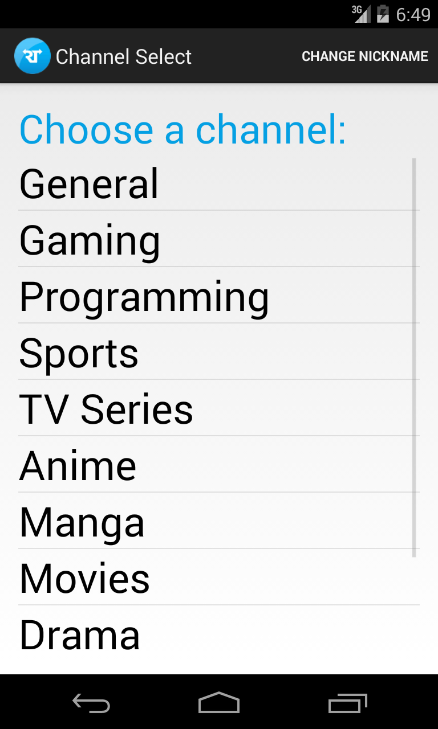 3G 6:49
Channel Select CHANGE NICKNAME
Choose a channel:
General
Gaming
Programming
Sports
TV Series
Anime
Manga
Movies
Drama